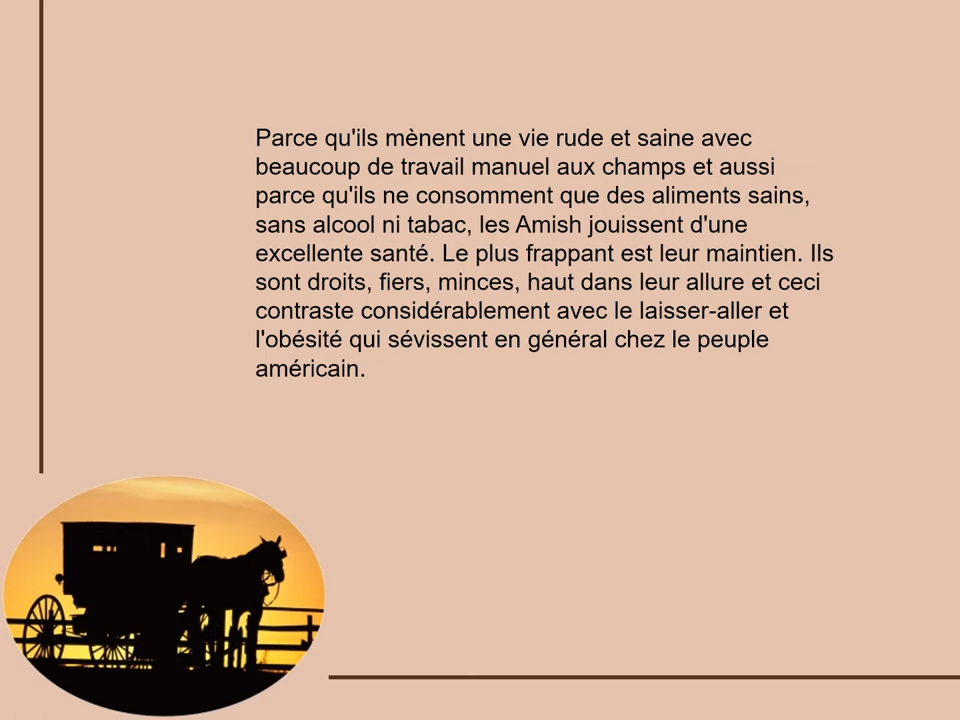 Parce qu'ils mènent une vie rude et saine avec
beaucoup de travail manuel aux champs et aussi
parce qu'ils ne consomment que des aliments sains,
sans alcool ni tabac, les Amish jouissent d'une
excellente santé. Le plus frappant est leur maintien. Ils
sont droits, fiers, minces, haut dans leur allure et ceci
contraste considérablement avec le laisser-aller et
l'obésité qui sévissent en général chez le peuple
américain.